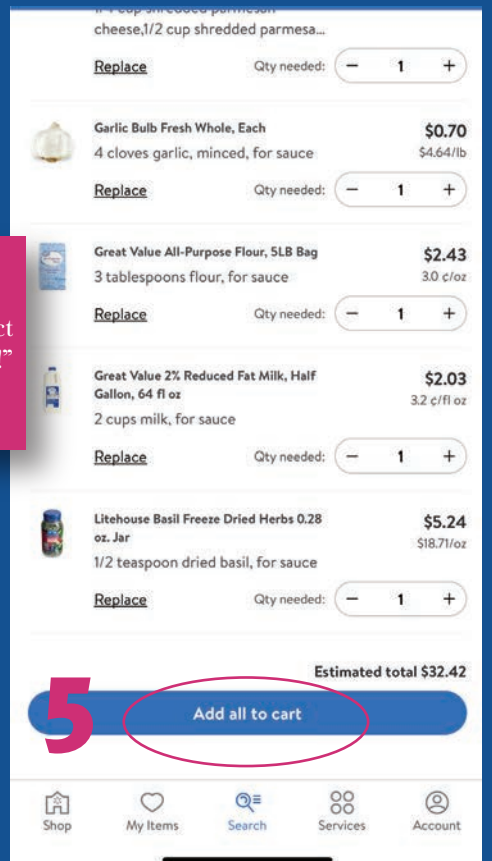 cheese,1/2 cup shredded parmesa...
Replace Qty needed: − 1 +
Garlic Bulb Fresh Whole, Each $0.70
4 cloves garlic, minced, for sauce $4.64/lb
Replace Qty needed: − 1 +
Great Value All-Purpose Flour, 5LB Bag $2.43
3 tablespoons flour, for sauce 3.0 ¢/oz
Replace Qty needed: − 1 +
ct
!”
Great Value 2% Reduced Fat Milk, Half $2.03
Gallon, 64 fl oz 3.2 ¢/fl oz
2 cups milk, for sauce
Replace Qty needed: − 1 +
Litehouse Basil Freeze Dried Herbs 0.28 $5.24
oz. Jar $18.71/oz
1/2 teaspoon dried basil, for sauce
Replace Qty needed: − 1 +
Estimated total $32.42
5 Add all to cart
Shop My Items Search Services Account